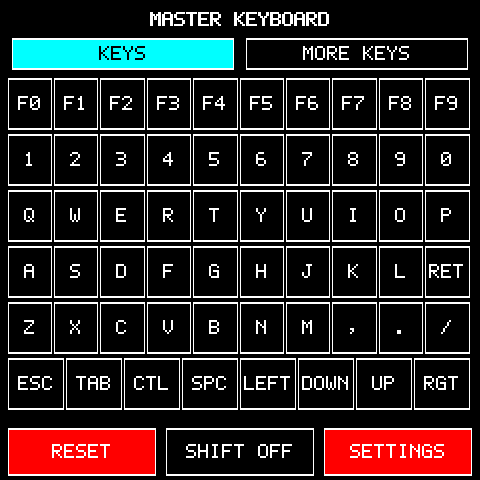 MASTER KEYBOARD
KEYS MORE KEYS
F0 F1 F2 F3 F4 F5 F6 F7 F8 F9
1 2 3 4 5 6 7 8 9 0
Q W E R T Y U I O P
A S D F G H J K L RET
Z X C V B N M , . /
ESC TAB CTL SPC LEFT DOWN UP RGT
RESET SHIFT OFF SETTINGS